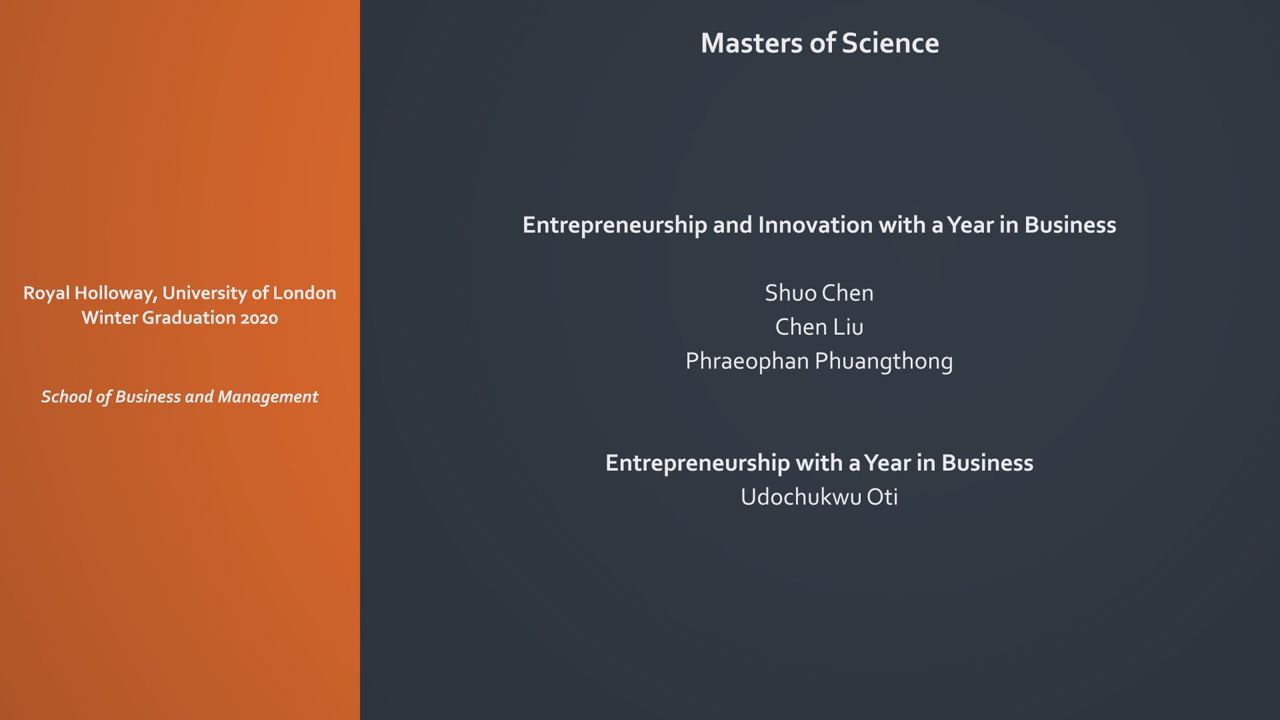 Royal Holloway, University of London
Winter Graduation 2020
School of Business and Management
Masters of Science
Entrepreneurship and Innovation with a Year in Business
Shuo Chen
Chen Liu
Phraeophan Phuangthong
Entrepreneurship with a Year in Business
Udochukwu Oti